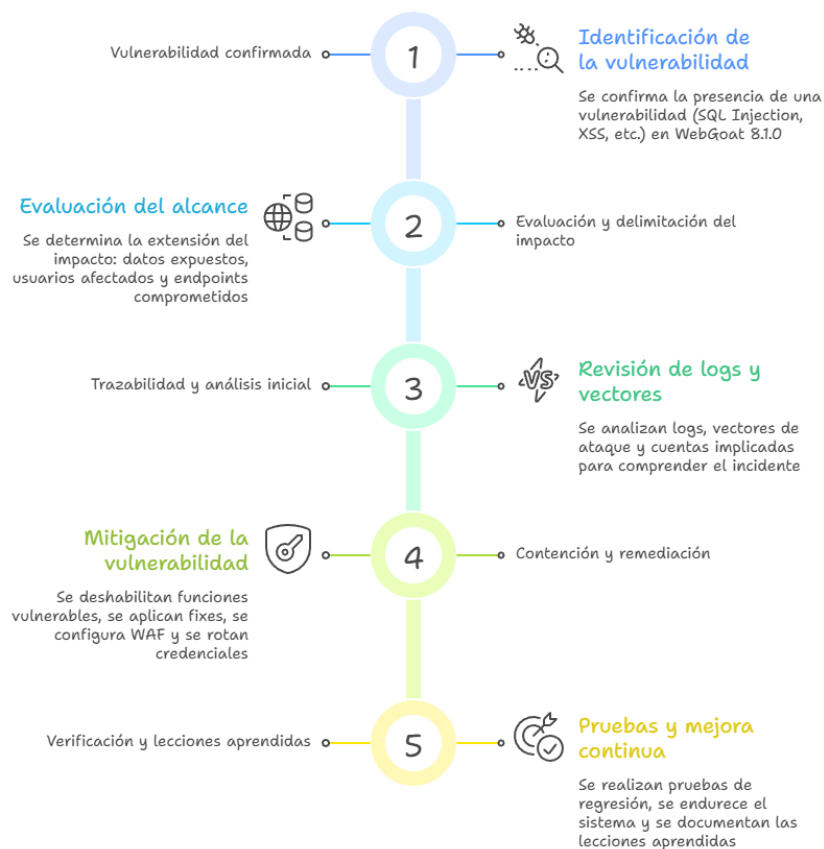 Vulnerabilidad confirmada
1
Identificación de
la vulnerabilidad
Se confirma la presencia de una
vulnerabilidad (SQL Injection,
XSS, etc.) en WebGoat 8.1.0
Evaluación del alcance
Se determina la extensión del
impacto: datos expuestos,
usuarios afectados y endpoints
comprometidos
2
Evaluación y delimitación del
impacto
Trazabilidad y análisis inicial
3
VS
Revisión de logs y
vectores
Se analizan logs, vectores de
ataque y cuentas implicadas
para comprender el incidente
Mitigación de la
vulnerabilidad
Se deshabilitan funciones
vulnerables, se aplican fixes, se
configura WAF y se rotan
credenciales
4
Contención y remediación
Verificación y lecciones aprendidas
5
Pruebas y mejora
continua
Se realizan pruebas de
regresión, se endurece el
sistema y se documentan las
lecciones aprendidas